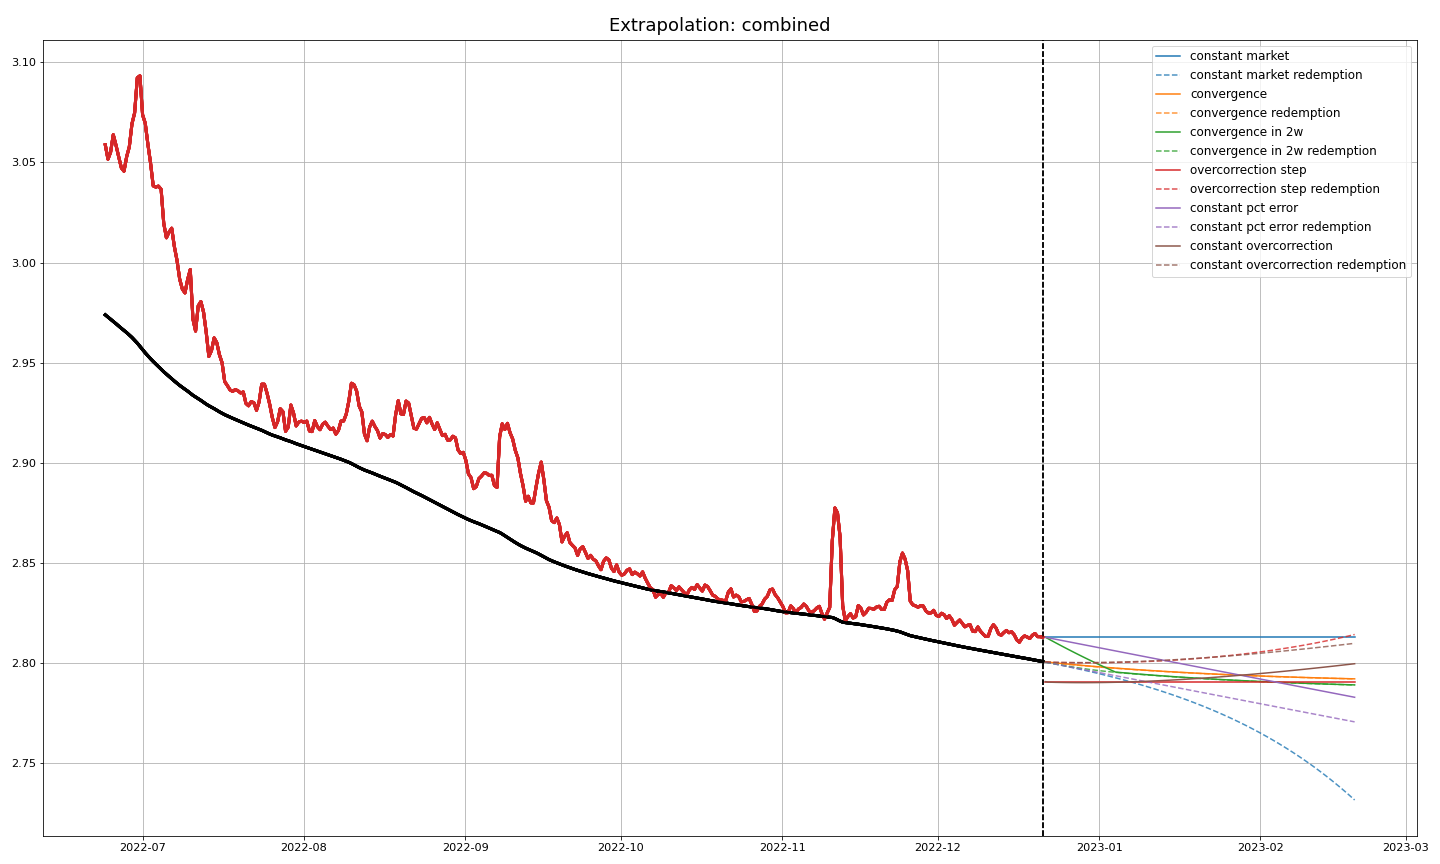 Extrapolation: combined
3.10
3.05
3.00
2.95
2.90
2.85
2.80
2.75
constant market
constant market redemption
convergence
convergence redemption
convergence in 2w
convergence in 2w redemption
overcorrection step
overcorrection step redemption
constant pct error
constant pct error redemption
constant overcorrection
constant overcorrection redemption
2022-07 2022-08 2022-09 2022-10 2022-11 2022-12 2023-01 2023-02 2023-03